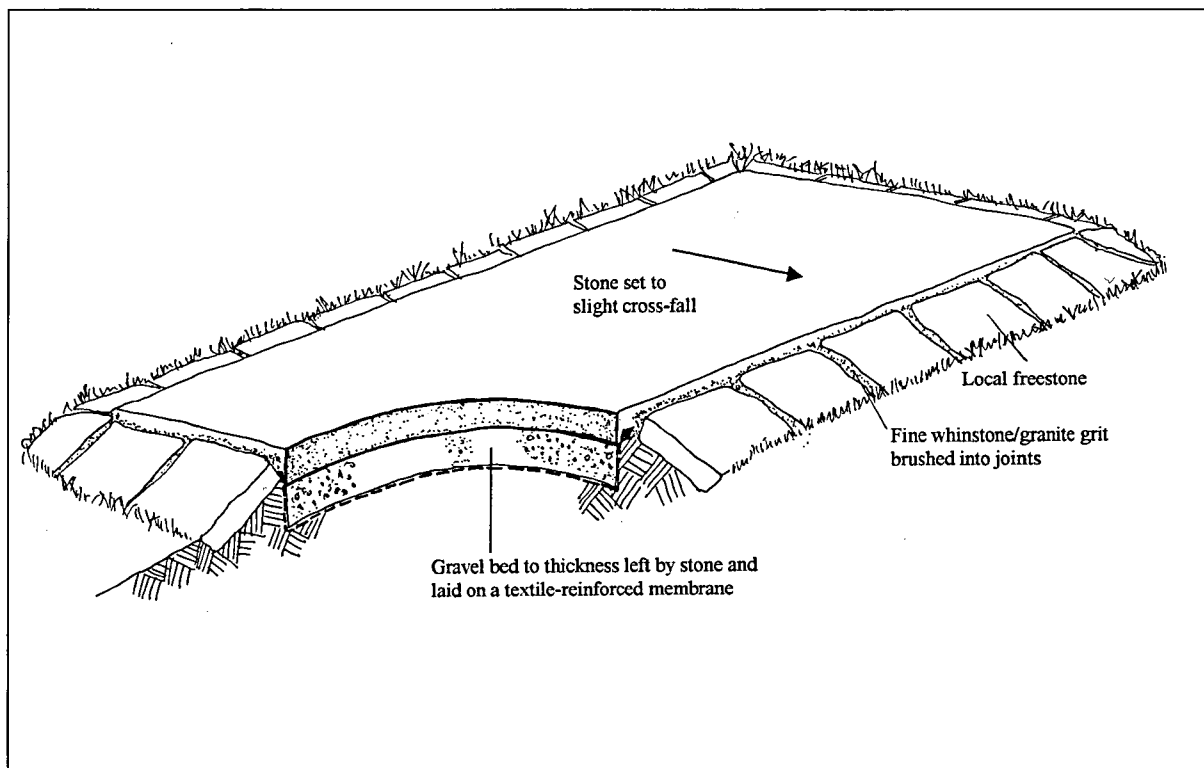 Stone set to
slight cross-fall
Local freestone
Fine whinstone/granite grit
brushed into joints
Gravel bed to thickness left by stone and
laid on a textile-reinforced membrane